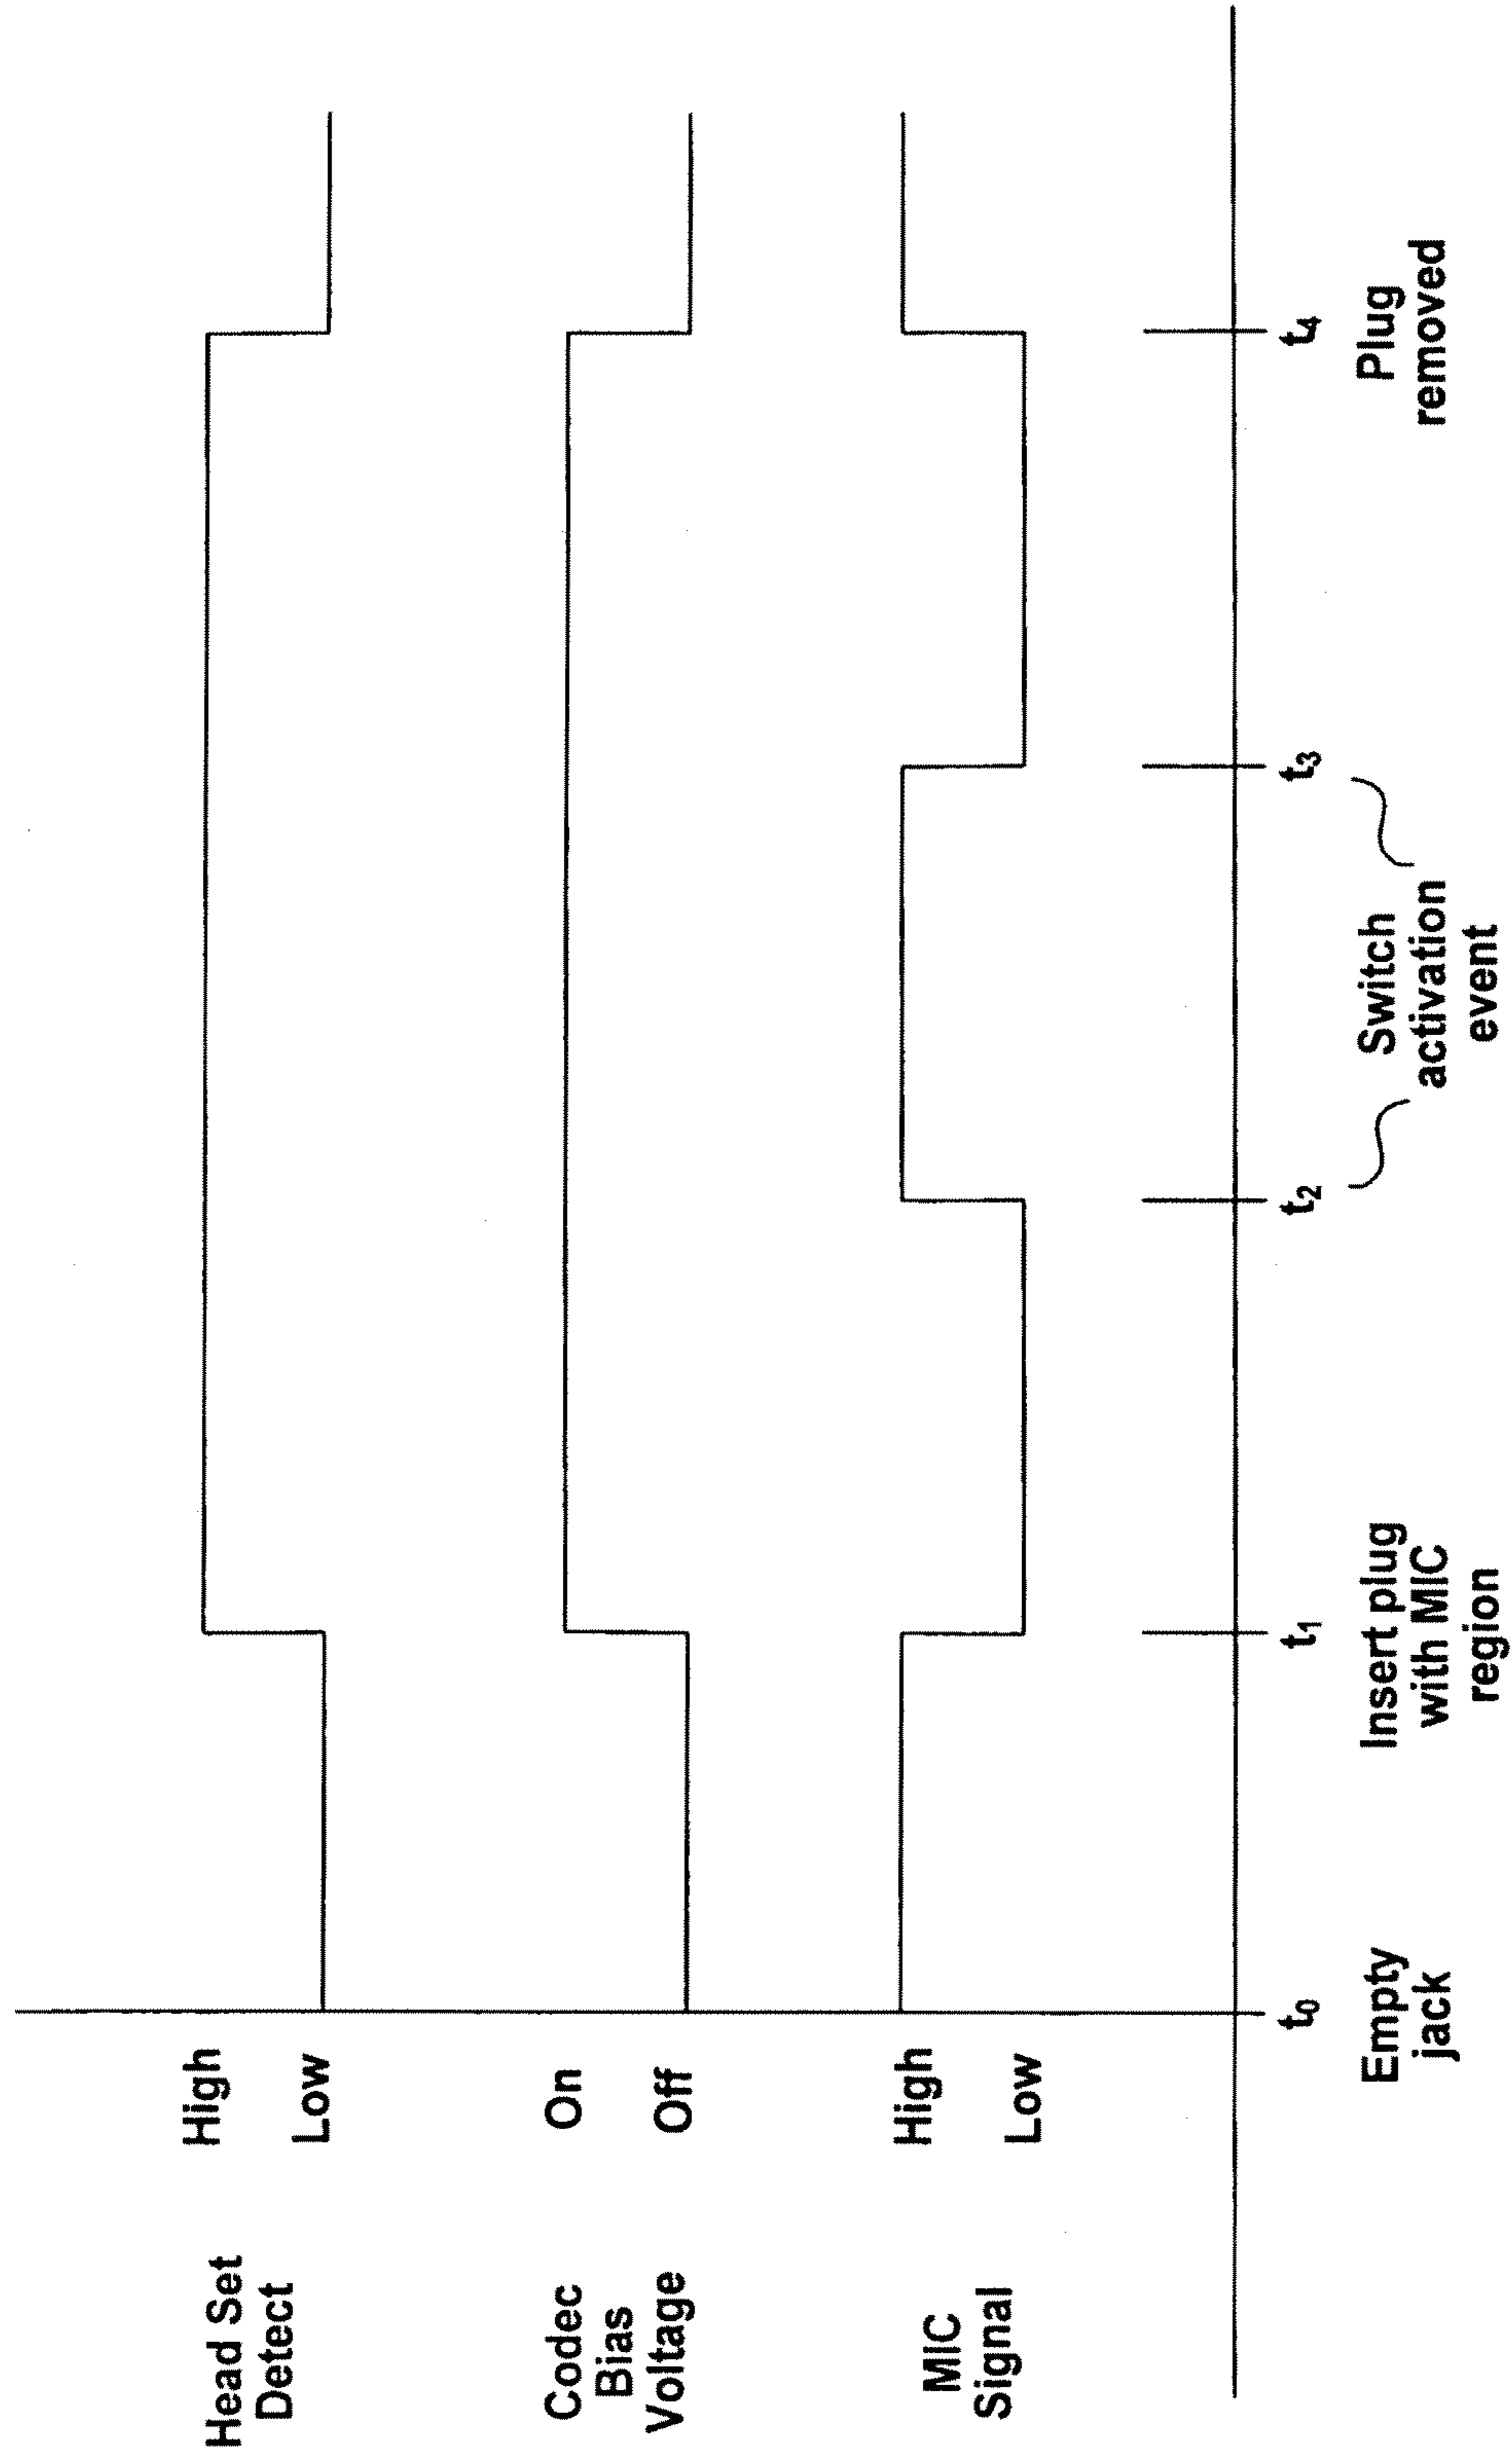 Head Set
Detect
High
Low
Codec
Bias
Voltage
On
Off
MIC
Signal
High
Low
t0
t1
t2
t3
t4
Empty
jack
Insert plug
with MIC
region
Switch
activation
event
Plug
removed